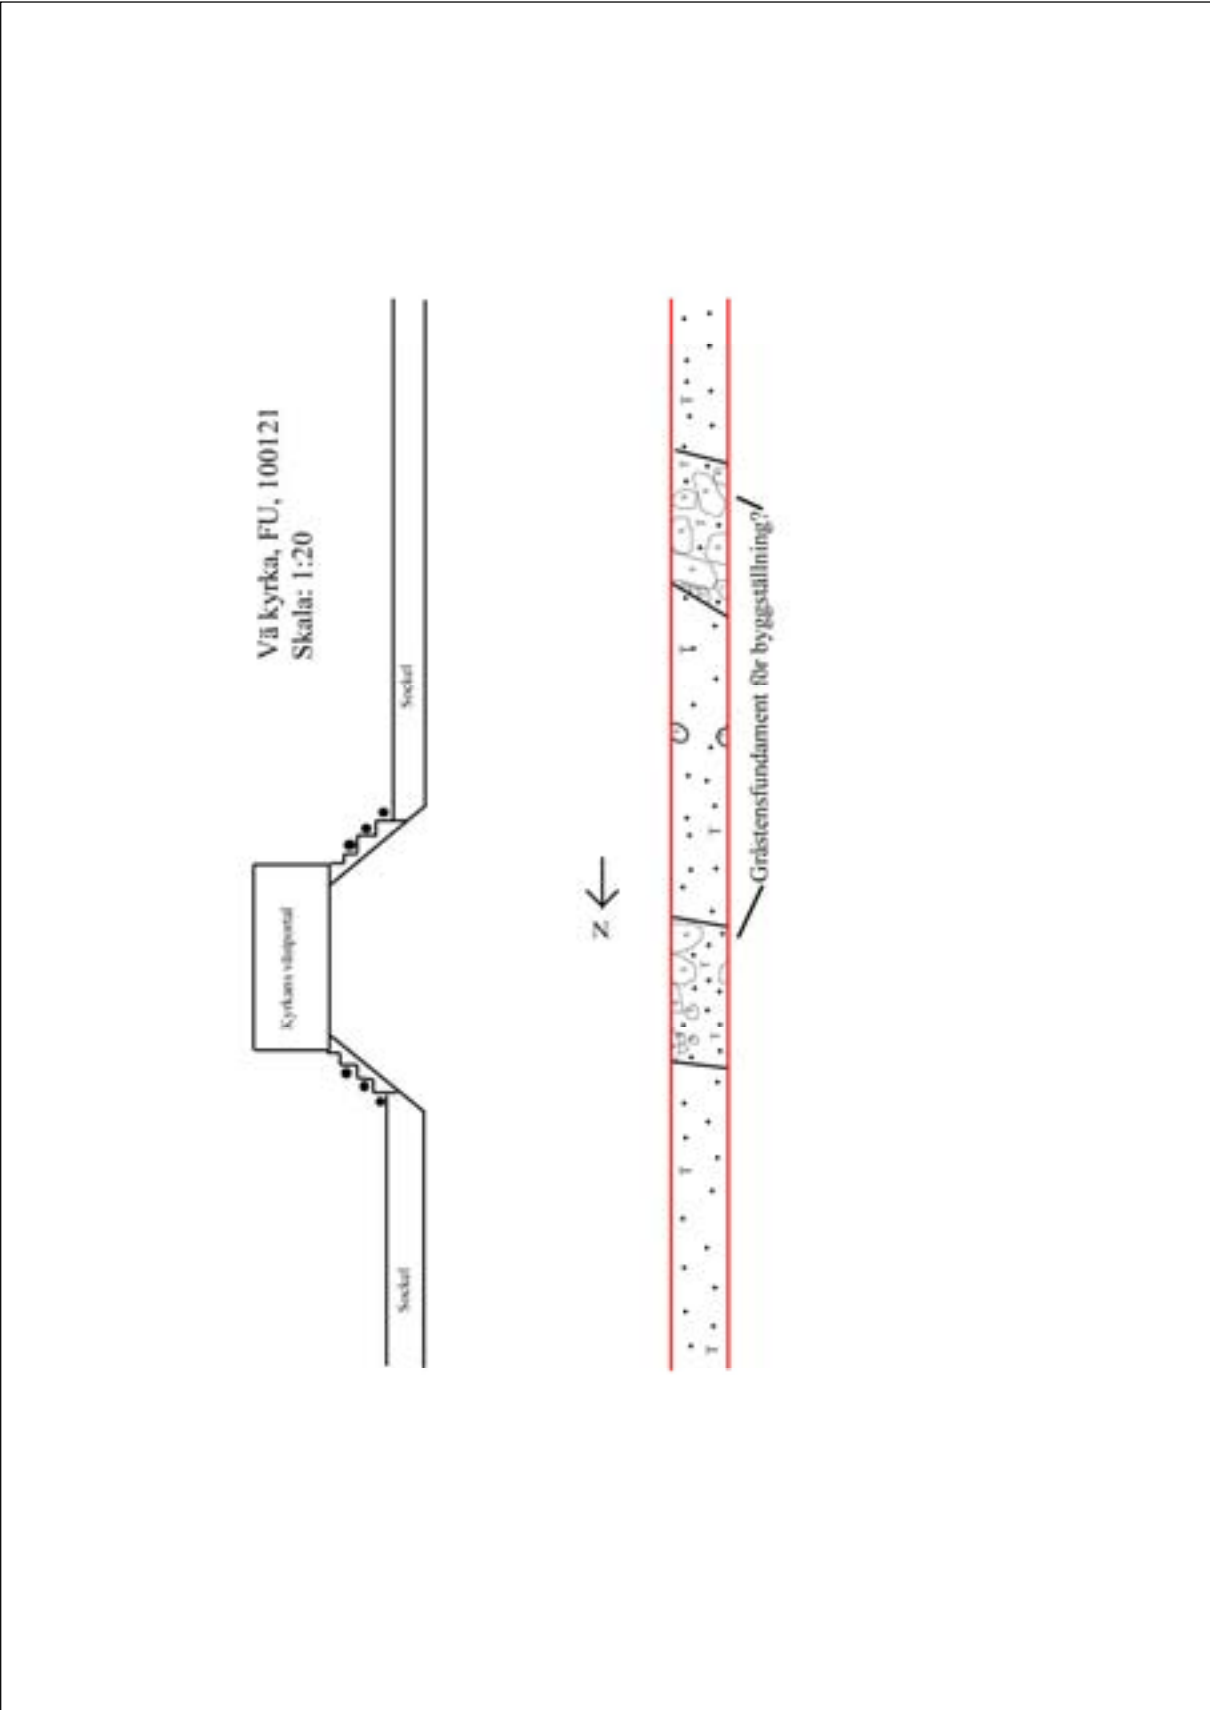 Vä kyrka, FU, 100121
Skala: 1:20
Kyrkans västportal
Sockel
Sockel
N
Gråstensfundament för byggställning?